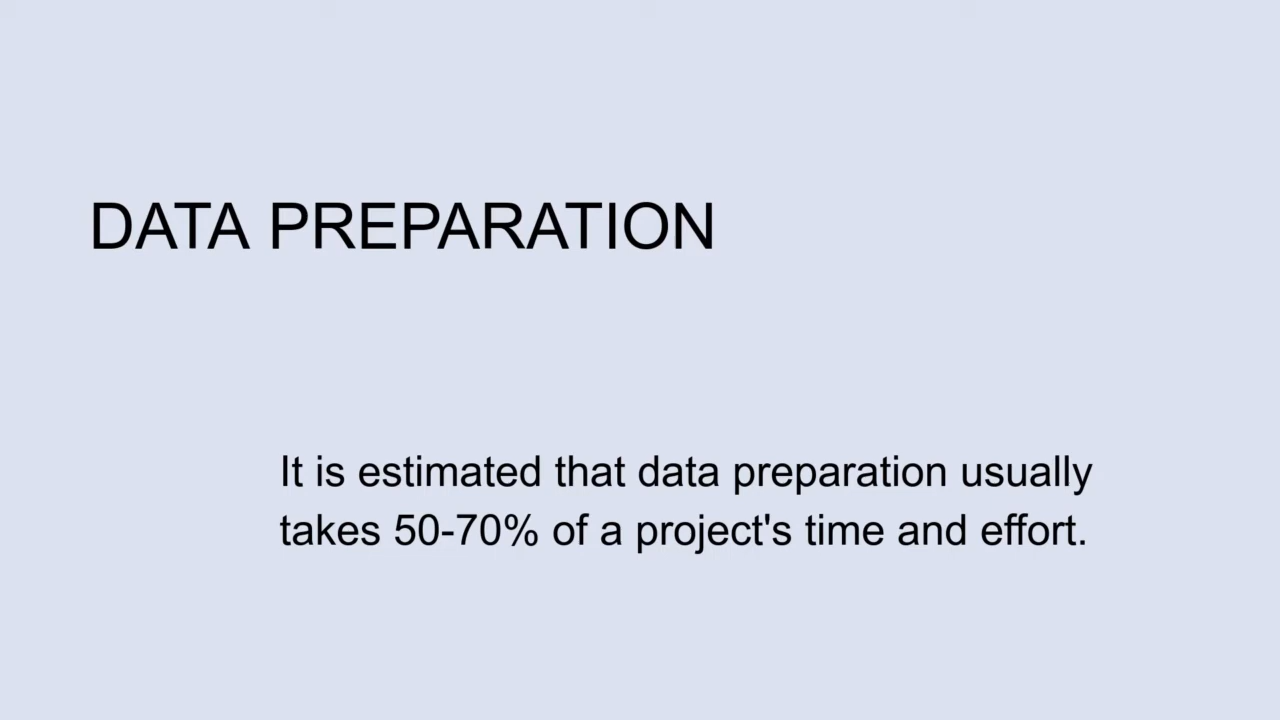 DATA PREPARATION
It is estimated that data preparation usually
takes 50-70% of a project's time and effort.